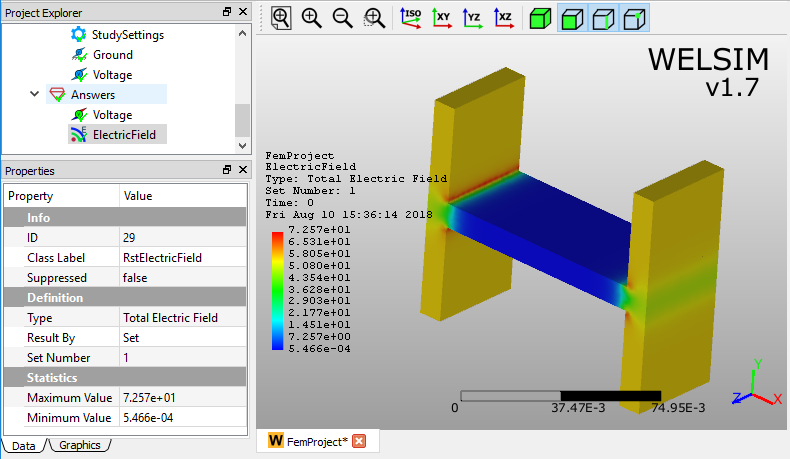 Project Explorer
StudySettings
Ground
Voltage
Answers
Voltage
E
ElectricField
Properties
Property Value
Info
ID 29
Class Label RstElectricField
Suppressed false
Definition
Type Total Electric Field
Result By Set
Set Number 1
Statistics
Maximum Value 7.257e+01
Minimum Value 5.466e-04
Data Graphics
ISO XY YZ XZ
WELSIM
v1.7
FemProject
ElectricField
Type: Total Electric Field
Set Number: 1
Time: 0
Fri Aug 10 15:36:14 2018
7.257e+01
6.531e+01
5.805e+01
5.080e+01
4.354e+01
3.628e+01
2.903e+01
2.177e+01
1.451e+01
7.257e+00
5.466e-04
0 37.47E-3 74.95E-3
Y
Z X
W FemProject*